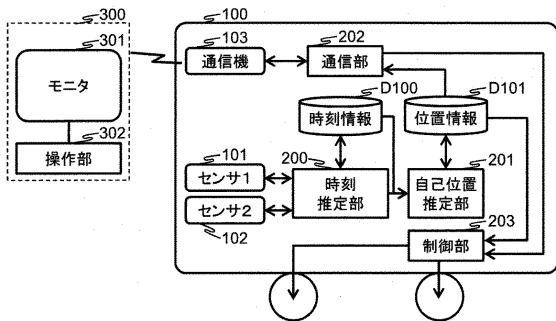 300
301
モニタ
302
操作部
100
103
通信機
202
通信部
D100
時刻情報
D101
位置情報
101
センサ1
センサ2
102
200
時刻
推定部
201
自己位置
推定部
203
制御部